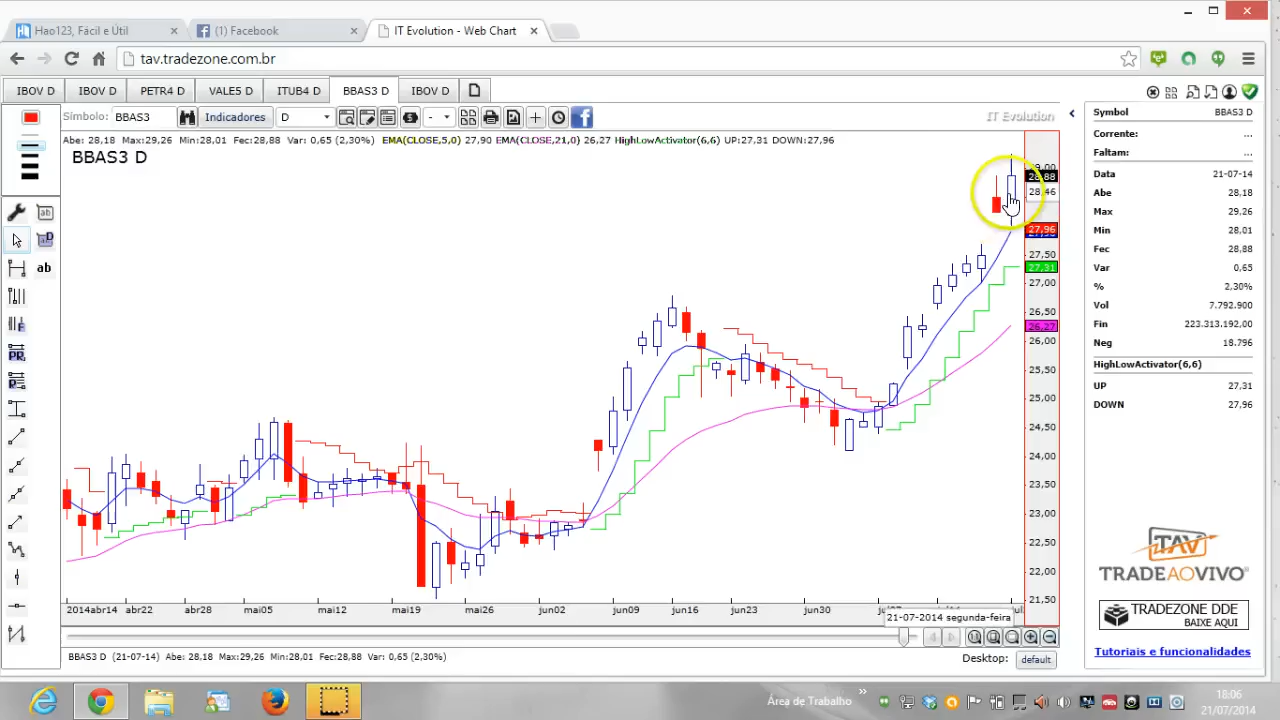 Hao123, Fácil e Útil
(1) Facebook
IT Evolution - Web Chart
tav.tradezone.com.br
IBOV D
IBOV D
PETR4 D
VALE5 D
ITUB4 D
BBAS3 D
IBOV D
Símbolo:
BBAS3
Indicadores
D
-
IT Evolution
Abe: 28,18 Max:29,26 Min:28,01 Fec:28,88 Var: 0,65 (2,30%) EMA(CLOSE,5,0) 27,90 EMA(CLOSE,21,0) 26,27 HighLowActivator(6,6) UP:27,31 DOWN:27,96
BBAS3 D
28,88
28,46
27,96
27,50
27,31
27,00
26,50
26,27
26,00
25,50
25,00
24,50
24,00
23,50
23,00
22,50
22,00
21,50
2014abr14
abr22
abr28
mai05
mai12
mai19
mai26
jun02
jun09
jun16
jun23
jun30
21-07-2014 segunda-feira
BBAS3 D (21-07-14) Abe: 28,18 Max:29,26 Min:28,01 Fec:28,88 Var: 0,65 (2,30%)
Desktop:
default
ab
D
ab
E
PR
P
Symbol BBAS3 D
Corrente: ...
Faltam: ...
Data 21-07-14
Abe 28,18
Max 29,26
Min 28,01
Fec 28,88
Var 0,65
% 2,30%
Vol 7.792.900
Fin 223.313.192,00
Neg 18.796
HighLowActivator(6,6)
UP 27,31
DOWN 27,96
TAV
TRADEAOVIVO
TRADEZONE DDE
BAIXE AQUI
Tutoriais e funcionalidades
Área de Trabalho
18:06
21/07/2014